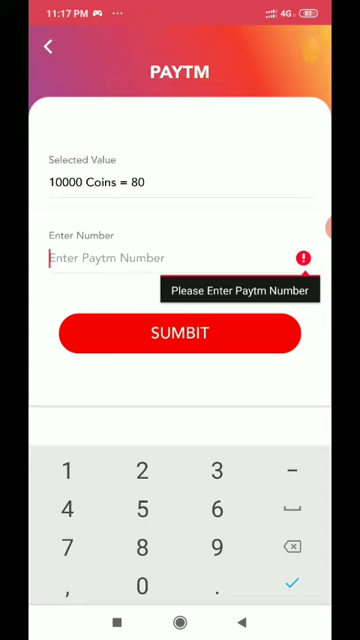 11:17 PM
4G
63
PAYTM
Selected Value
10000 Coins = 80
Enter Number
Enter Paytm Number
Please Enter Paytm Number
SUMBIT
1 2 3 -
4 5 6
7 8 9
, 0 .